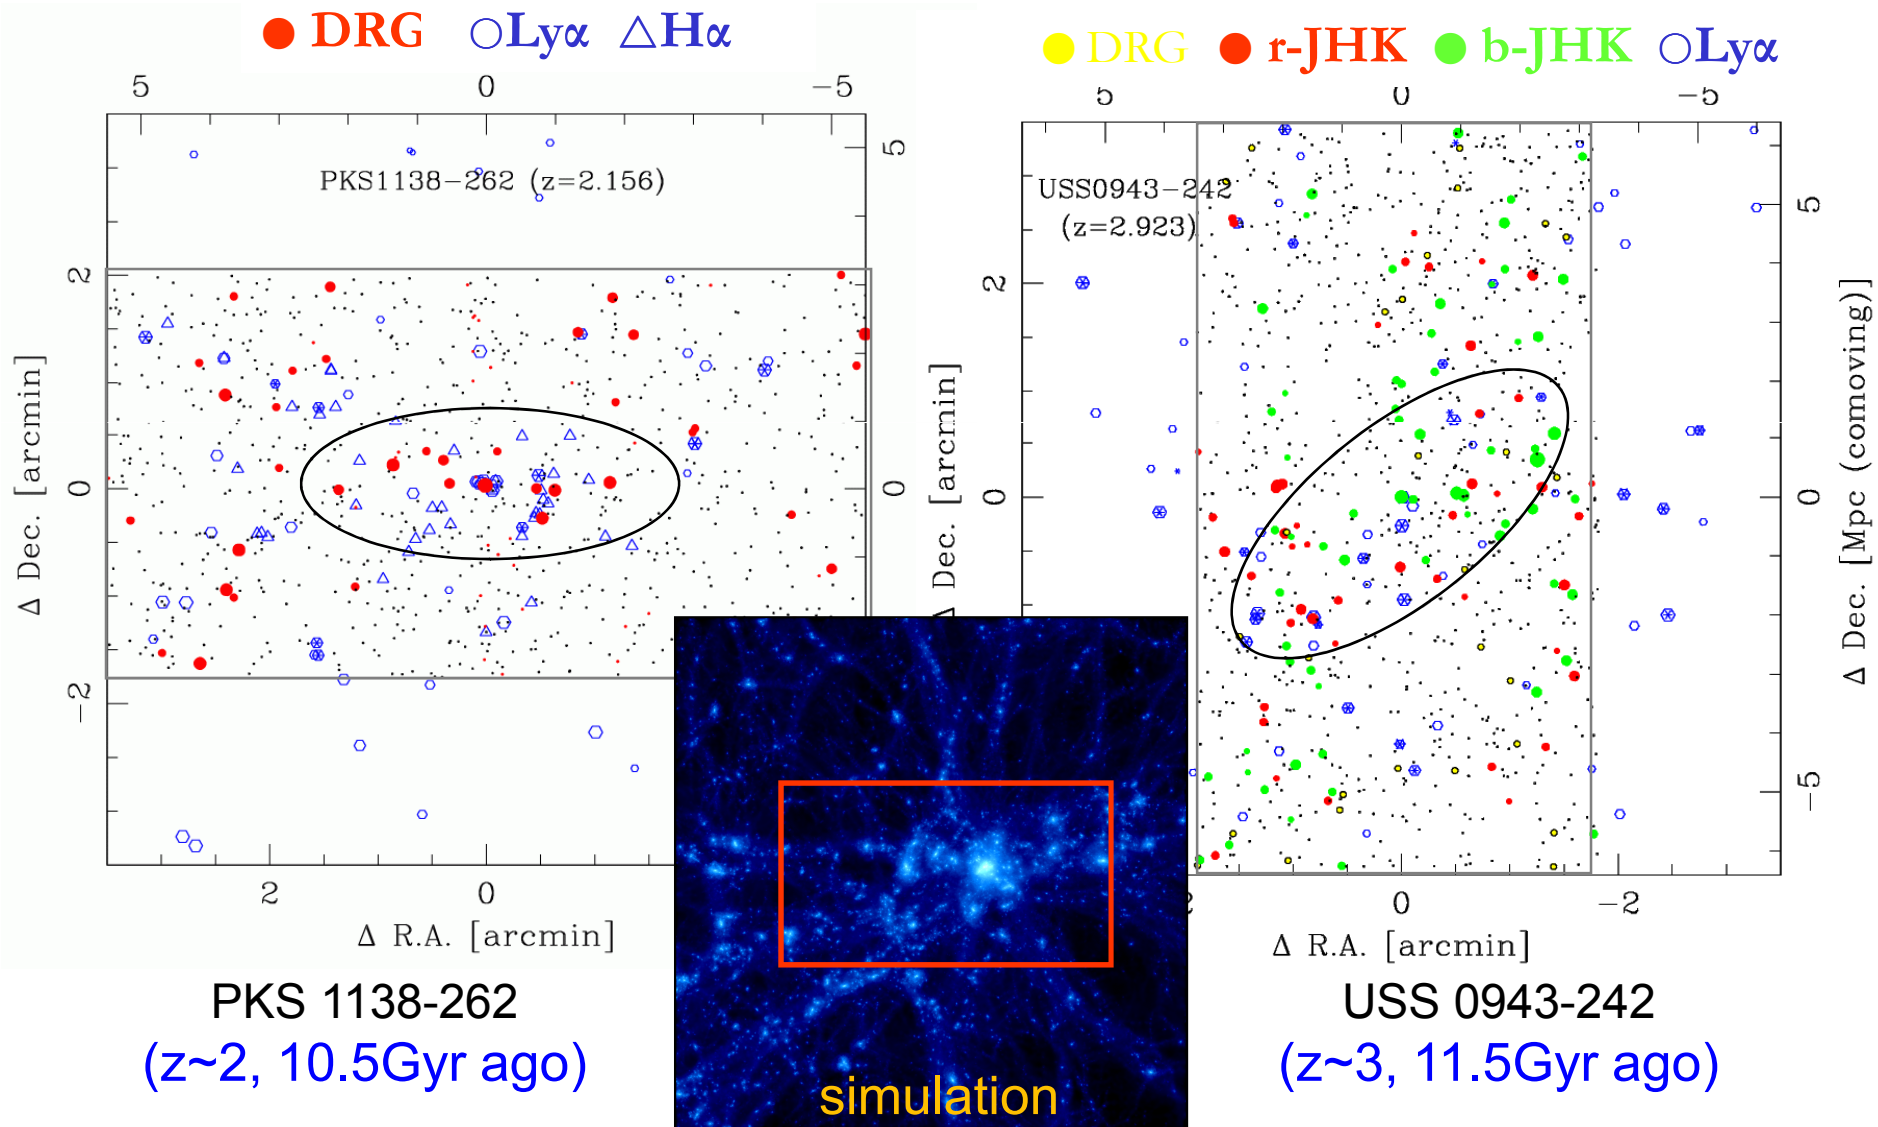 DRG Lyα Hα
5 0 −5
PKS1138−262 (z=2.156)
5
0
2
0
−2
Δ Dec. [arcmin]
2 0
Δ R.A. [arcmin]
PKS 1138-262
(z~2, 10.5Gyr ago)
simulation
DRG r-JHK b-JHK Lyα
5 0 −5
USS0943−242
(z=2.923)
2
0
Δ Dec. [arcmin]
5
0
−5
Δ Dec. [Mpc (comoving)]
2 0 −2
Δ R.A. [arcmin]
USS 0943-242
(z~3, 11.5Gyr ago)